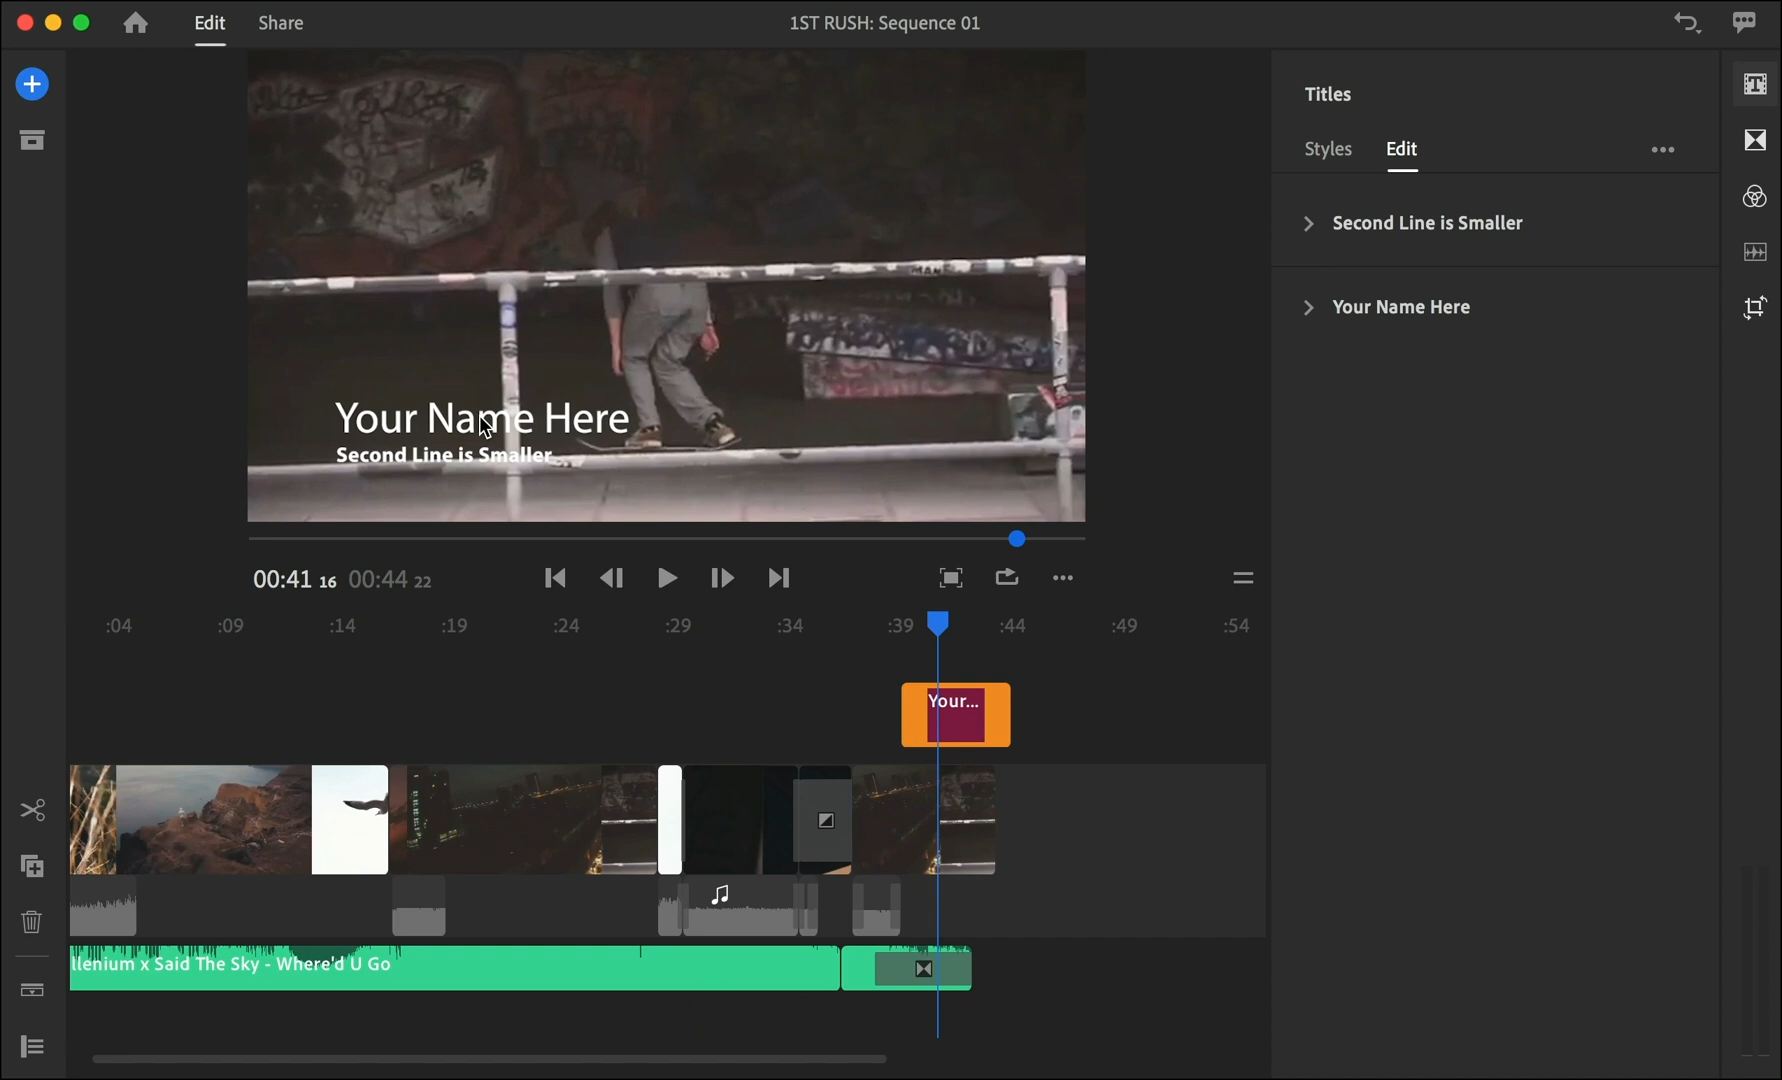 Edit
Share
1ST RUSH: Sequence 01
Titles
Styles
Edit
Second Line is Smaller
Your Name Here
Your Name Here
Second Line is Smaller
00:41 16
00:44 22
:04
:09
:14
:19
:24
:29
:34
:39
:44
:49
:54
Your...
llenium x Said The Sky - Where'd U Go